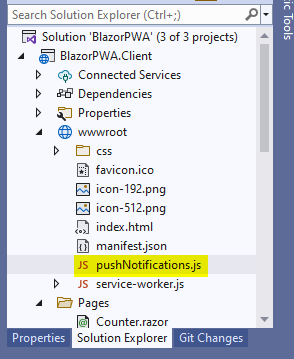 Search Solution Explorer (Ctrl+;)
Solution 'BlazorPWA' (3 of 3 projects)
BlazorPWA.Client
Connected Services
Dependencies
Properties
wwwroot
css
favicon.ico
icon-192.png
icon-512.png
index.html
manifest.json
JS pushNotifications.js
JS service-worker.js
Pages
Counter.razor
Properties Solution Explorer Git Changes
ic Tools